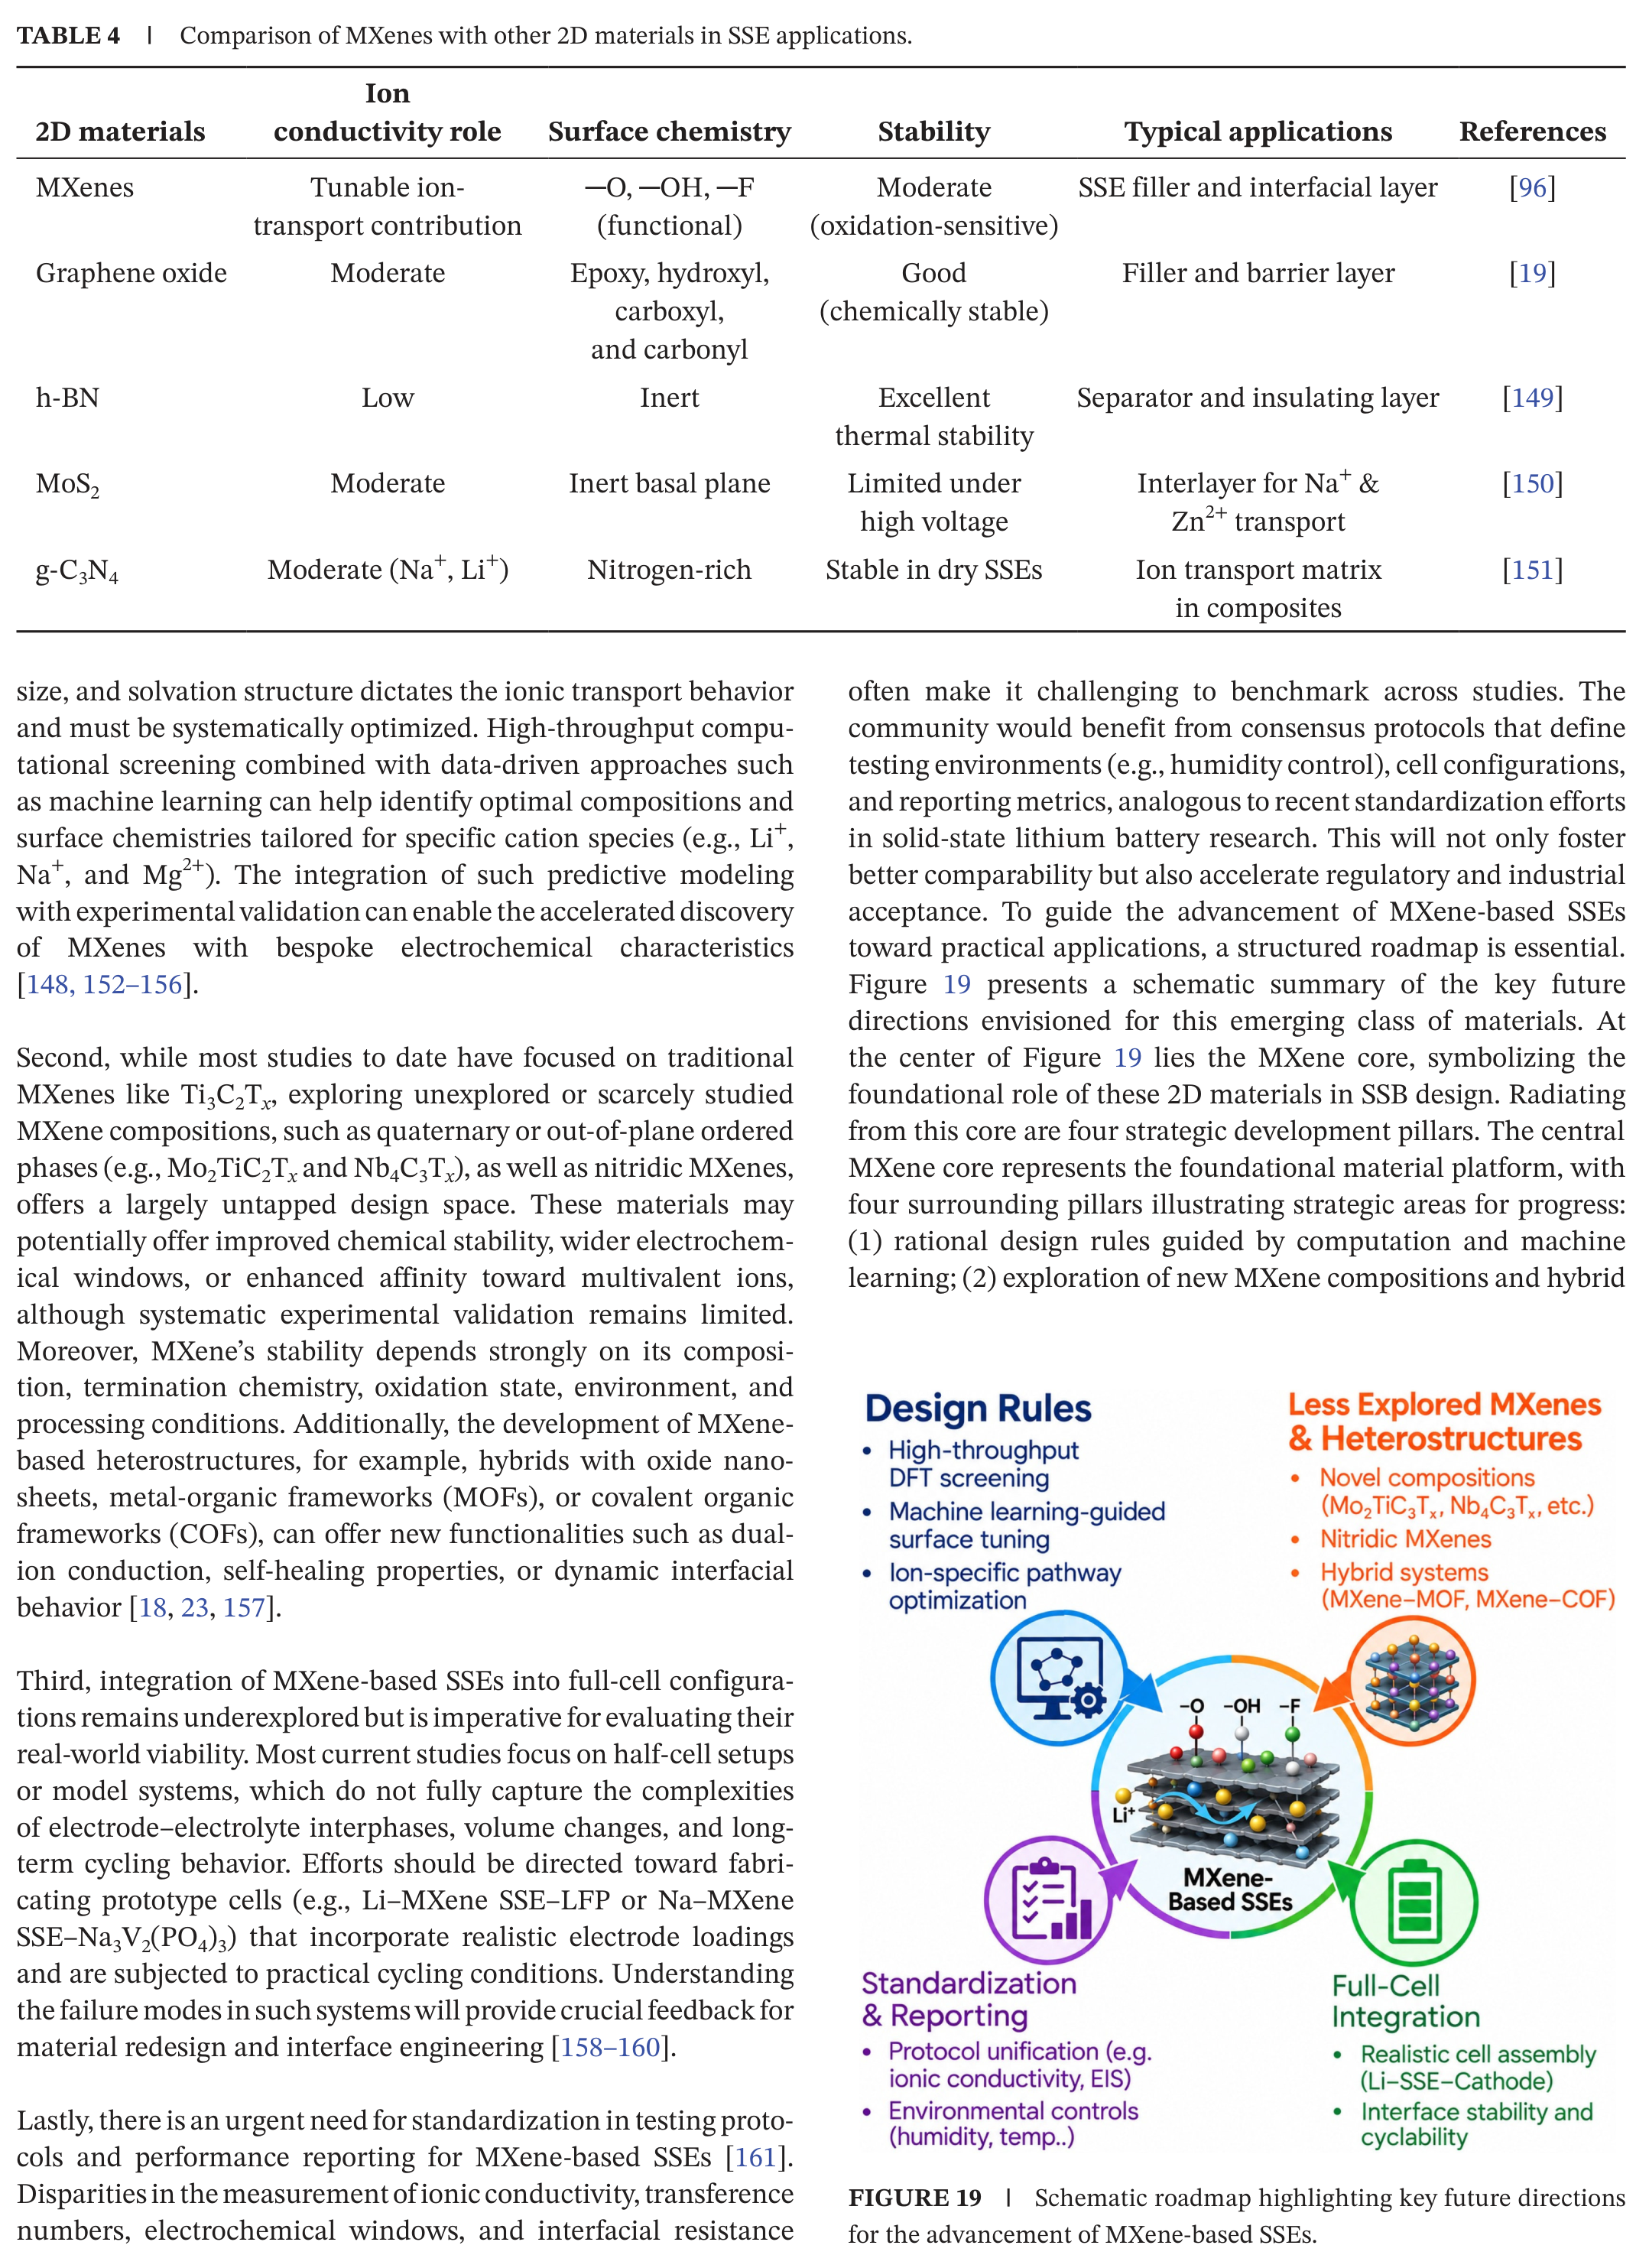 TABLE 4 | Comparison of MXenes with other 2D materials in SSE applications.
2D materials	Ion conductivity role	Surface chemistry	Stability	Typical applications	References
MXenes	Tunable ion-transport contribution	—O, —OH, —F (functional)	Moderate (oxidation-sensitive)	SSE filler and interfacial layer	[96]
Graphene oxide	Moderate	Epoxy, hydroxyl, carboxyl, and carbonyl	Good (chemically stable)	Filler and barrier layer	[19]
h-BN	Low	Inert	Excellent thermal stability	Separator and insulating layer	[149]
MoS₂	Moderate	Inert basal plane	Limited under high voltage	Interlayer for Na⁺ & Zn²⁺ transport	[150]
g-C₃N₄	Moderate (Na⁺, Li⁺)	Nitrogen-rich	Stable in dry SSEs	Ion transport matrix in composites	[151]
size, and solvation structure dictates the ionic transport behavior
and must be systematically optimized. High-throughput compu-
tational screening combined with data-driven approaches such
as machine learning can help identify optimal compositions and
surface chemistries tailored for specific cation species (e.g., Li⁺,
Na⁺, and Mg²⁺). The integration of such predictive modeling
with experimental validation can enable the accelerated discovery
of MXenes with bespoke electrochemical characteristics
[148, 152–156].
Second, while most studies to date have focused on traditional
MXenes like Ti₃C₂Tₓ, exploring unexplored or scarcely studied
MXene compositions, such as quaternary or out-of-plane ordered
phases (e.g., Mo₂TiC₂Tₓ and Nb₄C₃Tₓ), as well as nitridic MXenes,
offers a largely untapped design space. These materials may
potentially offer improved chemical stability, wider electrochem-
ical windows, or enhanced affinity toward multivalent ions,
although systematic experimental validation remains limited.
Moreover, MXene’s stability depends strongly on its composi-
tion, termination chemistry, oxidation state, environment, and
processing conditions. Additionally, the development of MXene-
based heterostructures, for example, hybrids with oxide nano-
sheets, metal-organic frameworks (MOFs), or covalent organic
frameworks (COFs), can offer new functionalities such as dual-
ion conduction, self-healing properties, or dynamic interfacial
behavior [18, 23, 157].
Third, integration of MXene-based SSEs into full-cell configura-
tions remains underexplored but is imperative for evaluating their
real-world viability. Most current studies focus on half-cell setups
or model systems, which do not fully capture the complexities
of electrode–electrolyte interphases, volume changes, and long-
term cycling behavior. Efforts should be directed toward fabri-
cating prototype cells (e.g., Li–MXene SSE–LFP or Na–MXene
SSE–Na₃V₂(PO₄)₃) that incorporate realistic electrode loadings
and are subjected to practical cycling conditions. Understanding
the failure modes in such systems will provide crucial feedback for
material redesign and interface engineering [158–160].
Lastly, there is an urgent need for standardization in testing proto-
cols and performance reporting for MXene-based SSEs [161].
Disparities in the measurement of ionic conductivity, transference
numbers, electrochemical windows, and interfacial resistance
often make it challenging to benchmark across studies. The
community would benefit from consensus protocols that define
testing environments (e.g., humidity control), cell configurations,
and reporting metrics, analogous to recent standardization efforts
in solid-state lithium battery research. This will not only foster
better comparability but also accelerate regulatory and industrial
acceptance. To guide the advancement of MXene-based SSEs
toward practical applications, a structured roadmap is essential.
Figure 19 presents a schematic summary of the key future
directions envisioned for this emerging class of materials. At
the center of Figure 19 lies the MXene core, symbolizing the
foundational role of these 2D materials in SSB design. Radiating
from this core are four strategic development pillars. The central
MXene core represents the foundational material platform, with
four surrounding pillars illustrating strategic areas for progress:
(1) rational design rules guided by computation and machine
learning; (2) exploration of new MXene compositions and hybrid
Design Rules
• High-throughput
DFT screening
• Machine learning-guided
surface tuning
• Ion-specific pathway
optimization
Less Explored MXenes
& Heterostructures
• Novel compositions
(Mo₂TiC₃Tₓ, Nb₄C₃Tₓ, etc.)
• Nitridic MXenes
• Hybrid systems
(MXene–MOF, MXene–COF)
–O –OH –F
Li⁺
MXene-
Based SSEs
Standardization
& Reporting
• Protocol unification (e.g.
ionic conductivity, EIS)
• Environmental controls
(humidity, temp..)
Full-Cell
Integration
• Realistic cell assembly
(Li–SSE–Cathode)
• Interface stability and
cyclability
FIGURE 19 | Schematic roadmap highlighting key future directions
for the advancement of MXene-based SSEs.